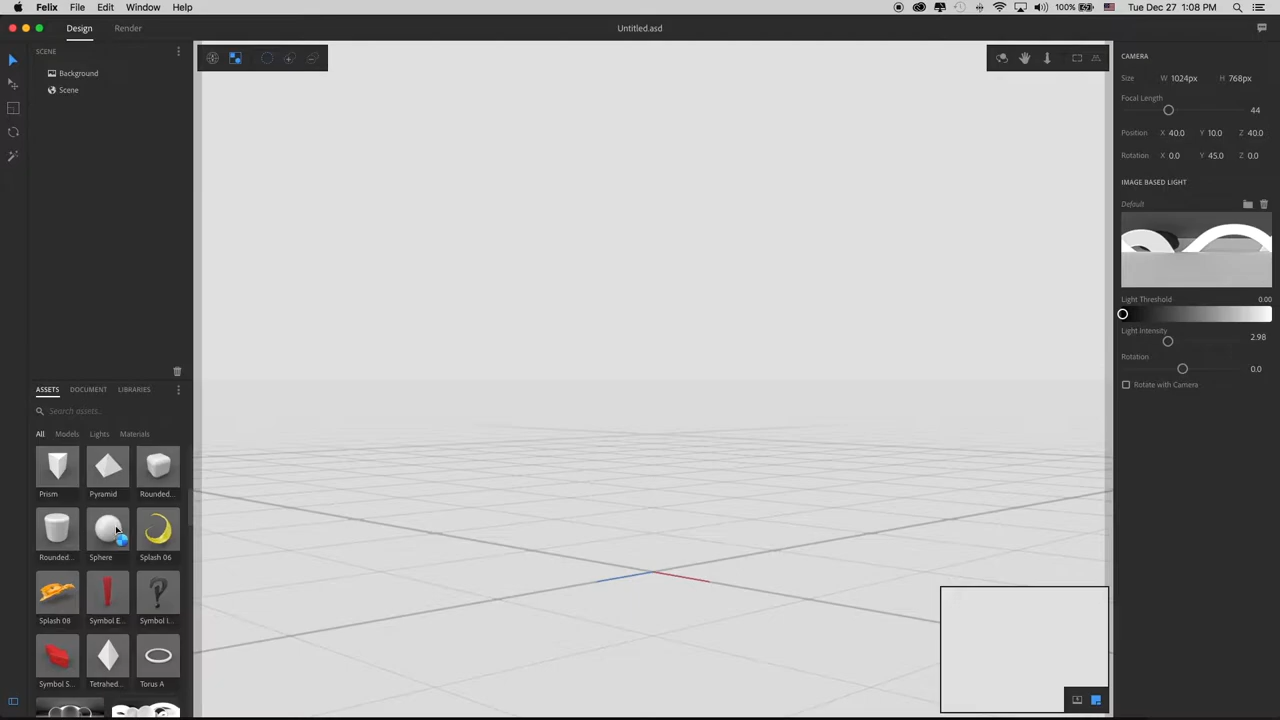 Felix File Edit Window Help 100% Tue Dec 27 1:08 PM
Design Render Untitled.asd
SCENE
Background
Scene
ASSETS DOCUMENT LIBRARIES
Search assets..
All Models Lights Materials
Prism Pyramid Rounded...
Rounded... Sphere Splash 06
Splash 08 Symbol E... Symbol I...
Symbol S... Tetrahed... Torus A
CAMERA
Size W 1024px H 768px
Focal Length
44
Position X 40.0 Y 10.0 Z 40.0
Rotation X 0.0 Y 45.0 Z 0.0
IMAGE BASED LIGHT
Default
Light Threshold 0.00
Light Intensity
2.98
Rotation
0.0
Rotate with Camera